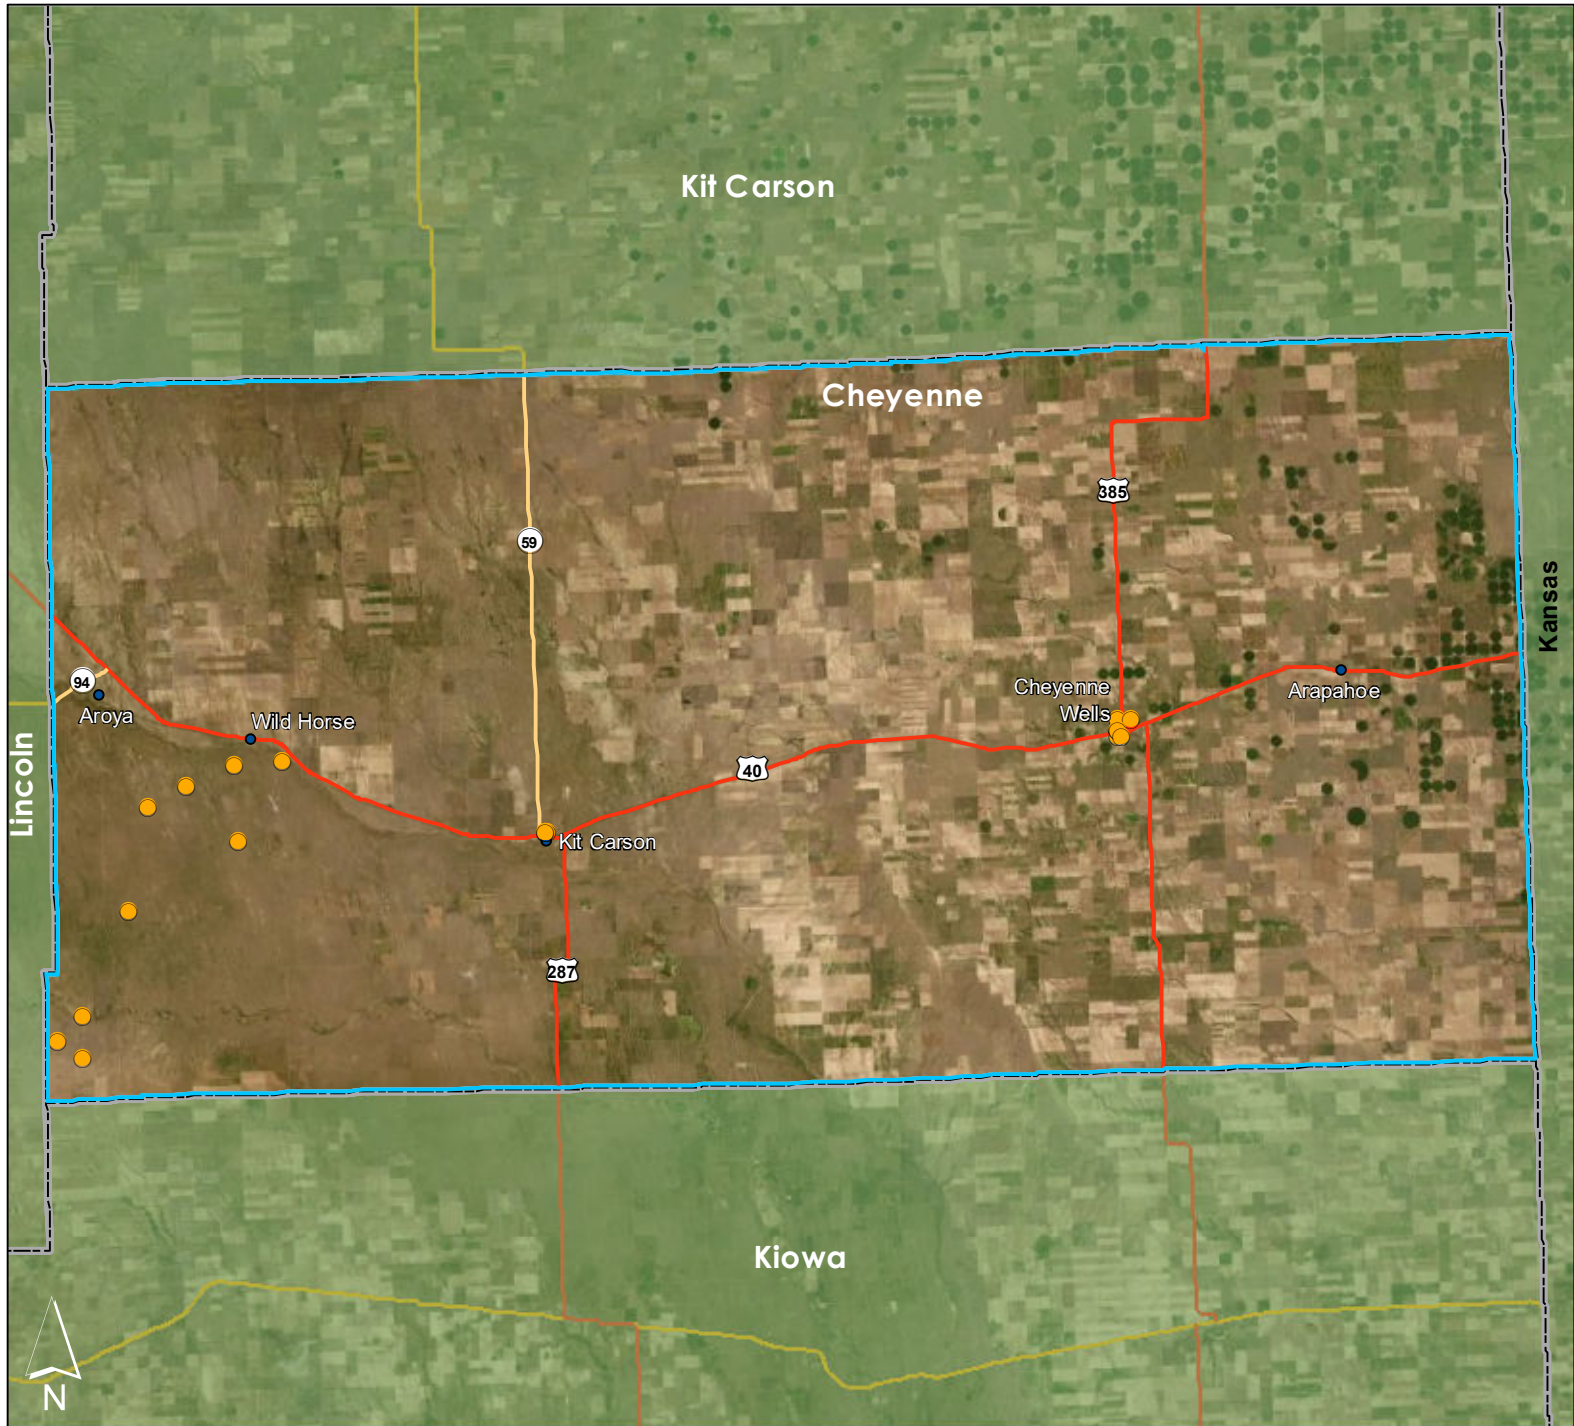 Kit Carson
Cheyenne
385
59
Kansas
94
Aroya
Wild Horse
Cheyenne
Wells
Arapahoe
Lincoln
40
Kit Carson
287
Kiowa
N